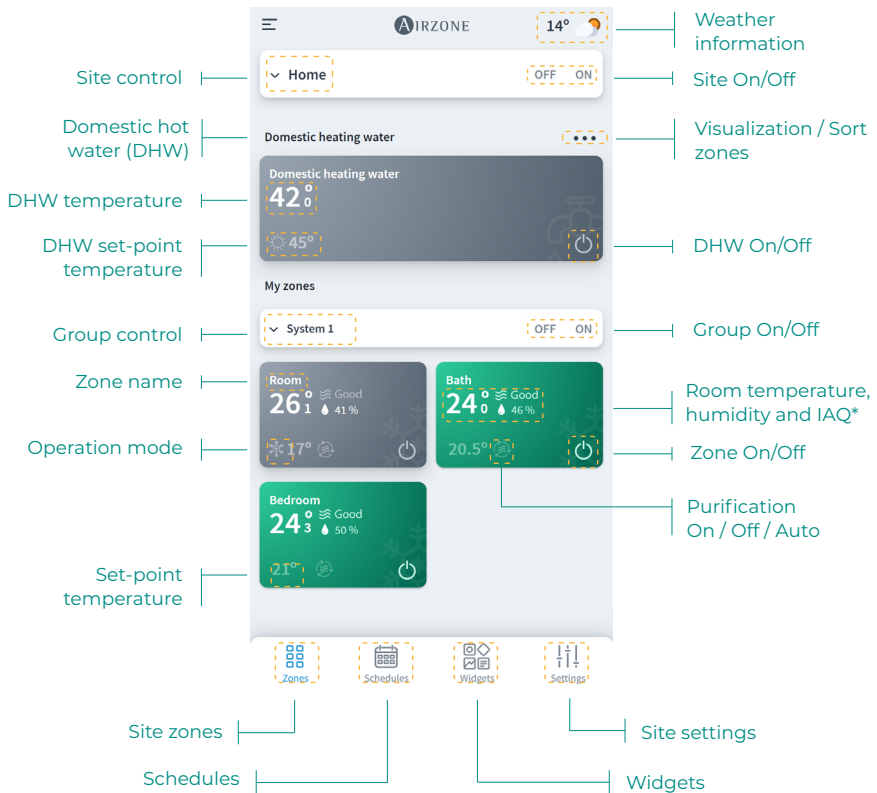 AIRZONE
14°
Weather
information
Site control
Home
OFF ON
Site On/Off
Domestic hot
water (DHW)
Domestic heating water
Visualization / Sort
zones
Domestic heating water
DHW temperature
42°0
DHW set-point
temperature
45°
DHW On/Off
My zones
Group control
System 1
OFF ON
Group On/Off
Zone name
Room
26°1 Good
41 %
Bath
24°0 Good
46 %
Room temperature,
humidity and IAQ*
Operation mode
17°
20.5°
Zone On/Off
Bedroom
24°3 Good
50 %
Purification
On / Off / Auto
Set-point
temperature
21°
Zones
Schedules
Widgets
Settings
Site zones
Site settings
Schedules
Widgets